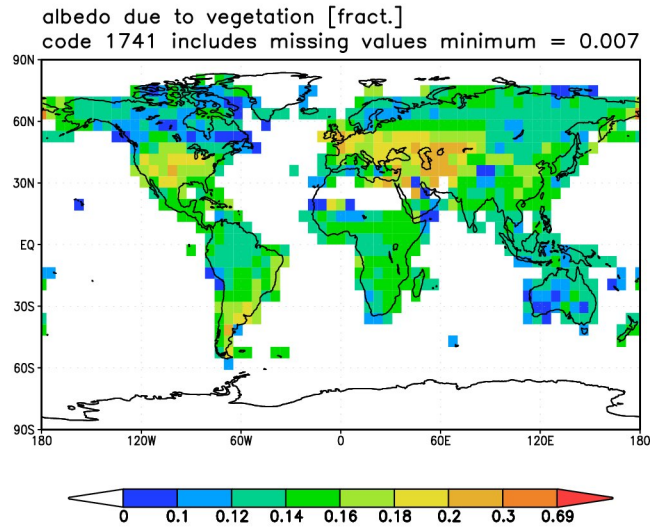 albedo due to vegetation [fract.]
code 1741 includes missing values minimum = 0.007
90N
60N
30N
EQ
30S
60S
90S
180 120W 60W 0 60E 120E 180
0 0.1 0.12 0.14 0.16 0.18 0.2 0.3 0.69